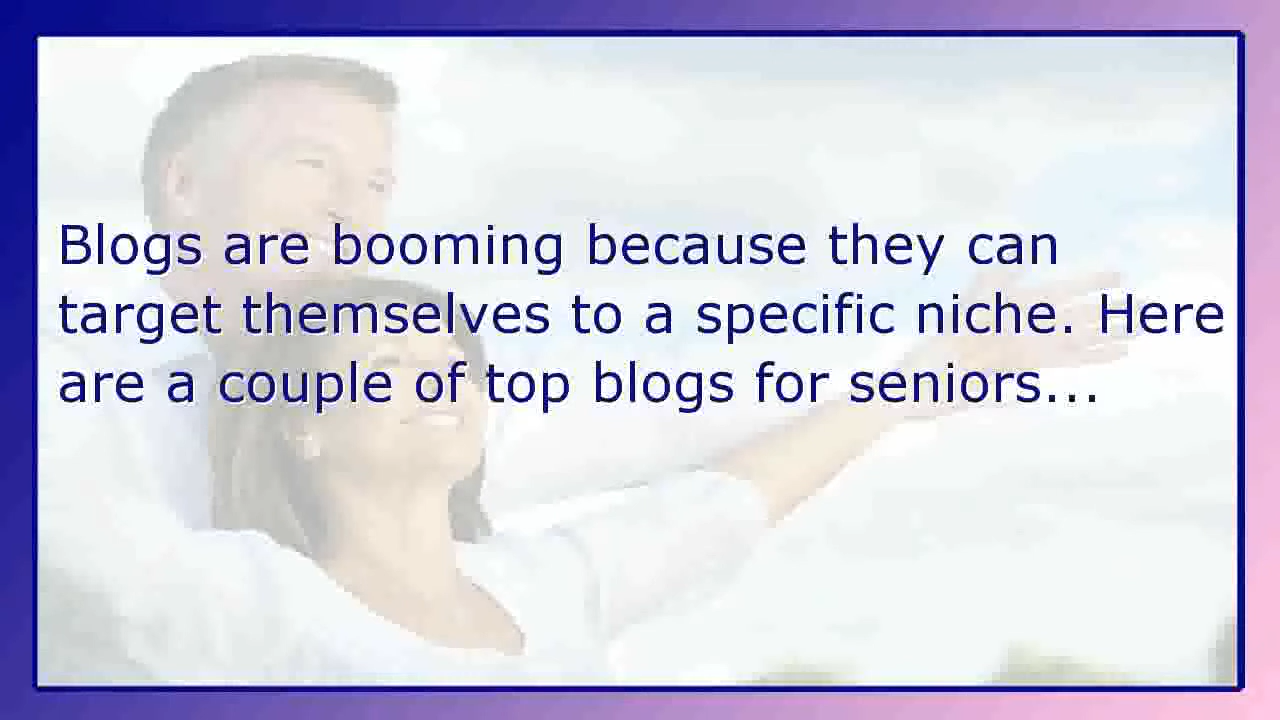 Blogs are booming because they can
target themselves to a specific niche. Here
are a couple of top blogs for seniors...